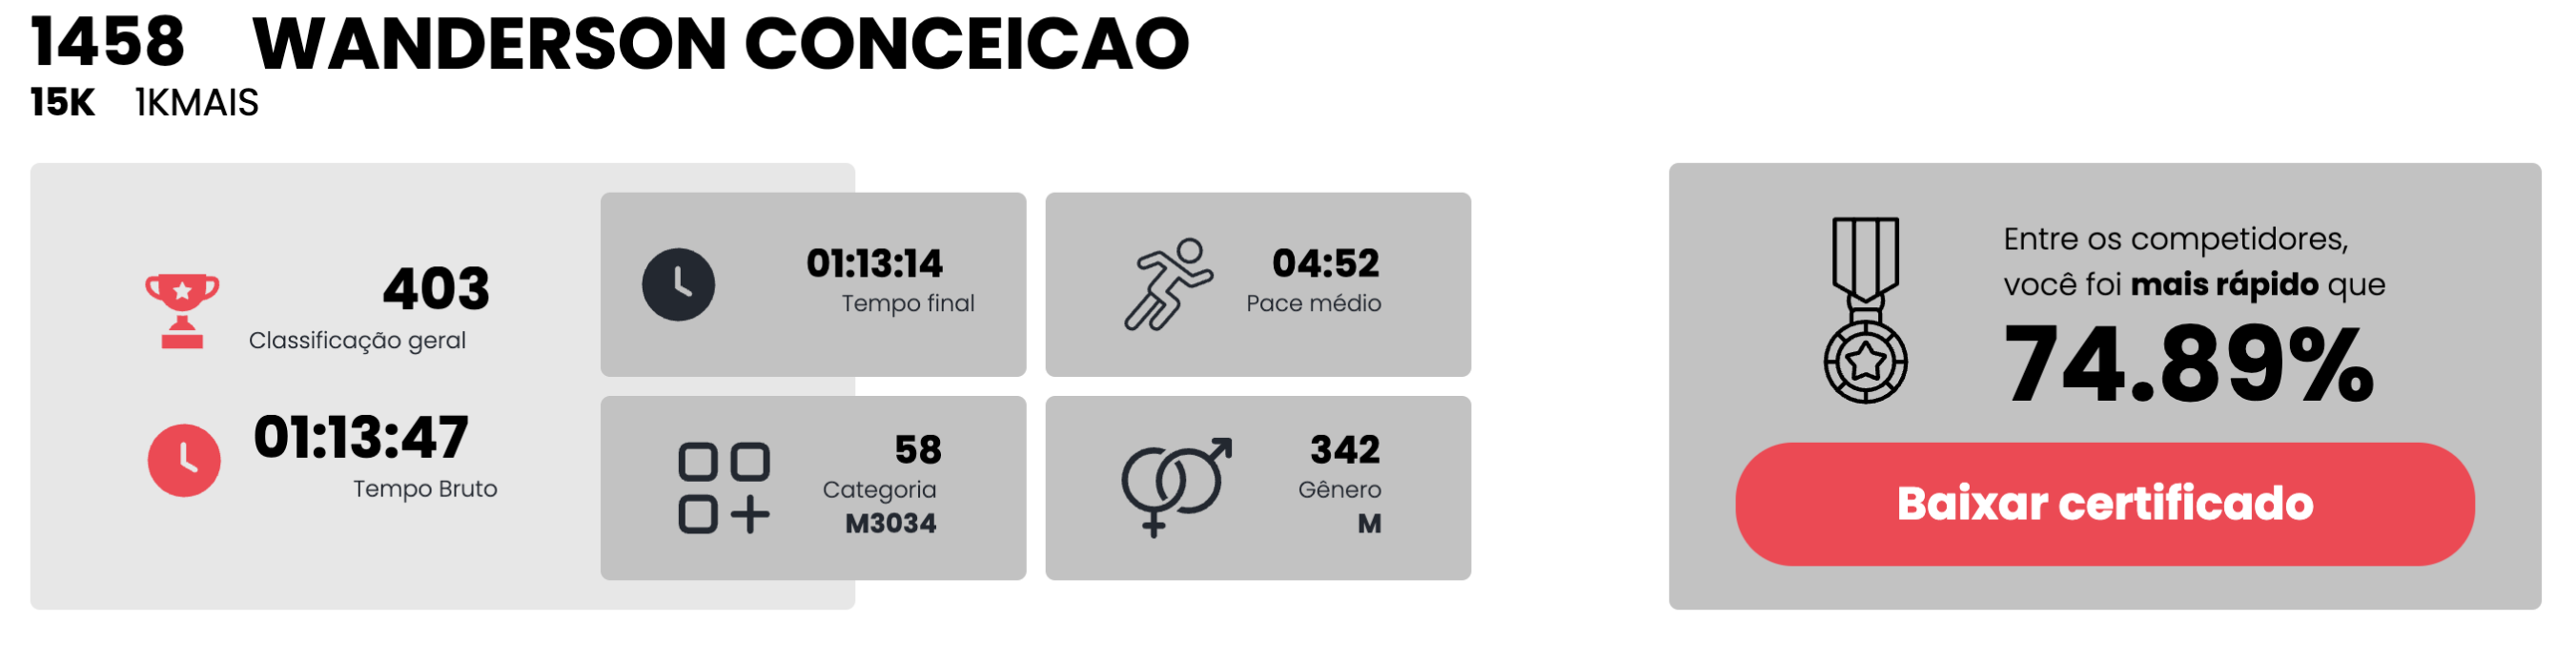 1458 WANDERSON CONCEICAO
15K 1KMAIS
403
Classificação geral
01:13:47
Tempo Bruto
01:13:14
Tempo final
04:52
Pace médio
58
Categoria
M3034
342
Gênero
M
Entre os competidores,
você foi mais rápido que
74.89%
Baixar certificado